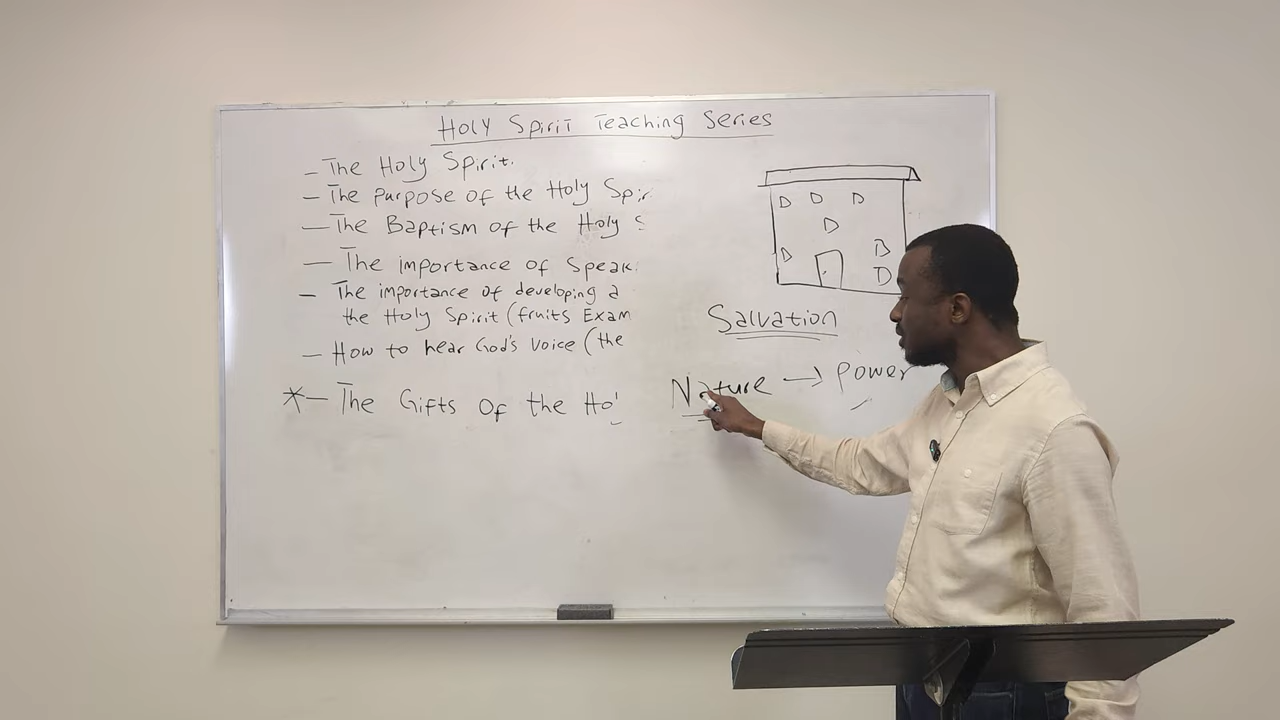 Holy Spirit Teaching Series
- The Holy Spirit.
- The Purpose of the Holy Spir
- The Baptism of the Holy S
- The importance of Speak
- The importance of developing a
the Holy Spirit (fruits Exam
- How to hear God's voice (the
*- The Gifts of the Ho
D D D
D
D D
D
Salvation
Nature → power